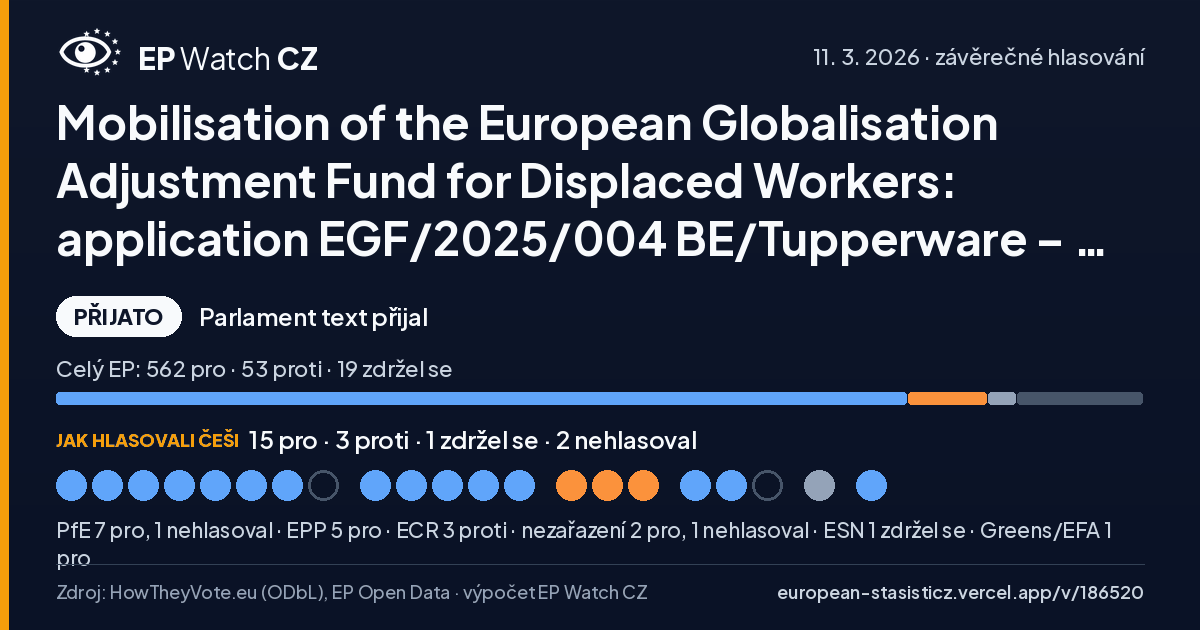 EP Watch CZ
11. 3. 2026 · závěrečné hlasování
Mobilisation of the European Globalisation
Adjustment Fund for Displaced Workers:
application EGF/2025/004 BE/Tupperware – ...
PŘIJATO Parlament text přijal
Celý EP: 562 pro · 53 proti · 19 zdržel se
JAK HLASOVALI ČEŠI 15 pro · 3 proti · 1 zdržel se · 2 nehlasoval
PfE 7 pro, 1 nehlasoval · EPP 5 pro · ECR 3 proti · nezařazení 2 pro, 1 nehlasoval · ESN 1 zdržel se · Greens/EFA 1
pro
Zdroj: HowTheyVote.eu (ODbL), EP Open Data · výpočet EP Watch CZ
european-stasisticz.vercel.app/v/186520